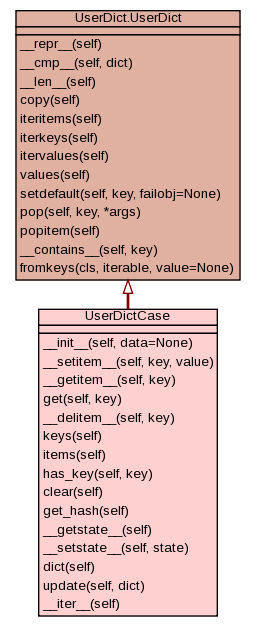 UserDict.UserDict
__repr__(self)
__cmp__(self, dict)
__len__(self)
copy(self)
iteritems(self)
iterkeys(self)
itervalues(self)
values(self)
setdefault(self, key, failobj=None)
pop(self, key, *args)
popitem(self)
__contains__(self, key)
fromkeys(cls, iterable, value=None)
UserDictCase
__init__(self, data=None)
__setitem__(self, key, value)
__getitem__(self, key)
get(self, key)
__delitem__(self, key)
keys(self)
items(self)
has_key(self, key)
clear(self)
get_hash(self)
__getstate__(self)
__setstate__(self, state)
dict(self)
update(self, dict)
__iter__(self)